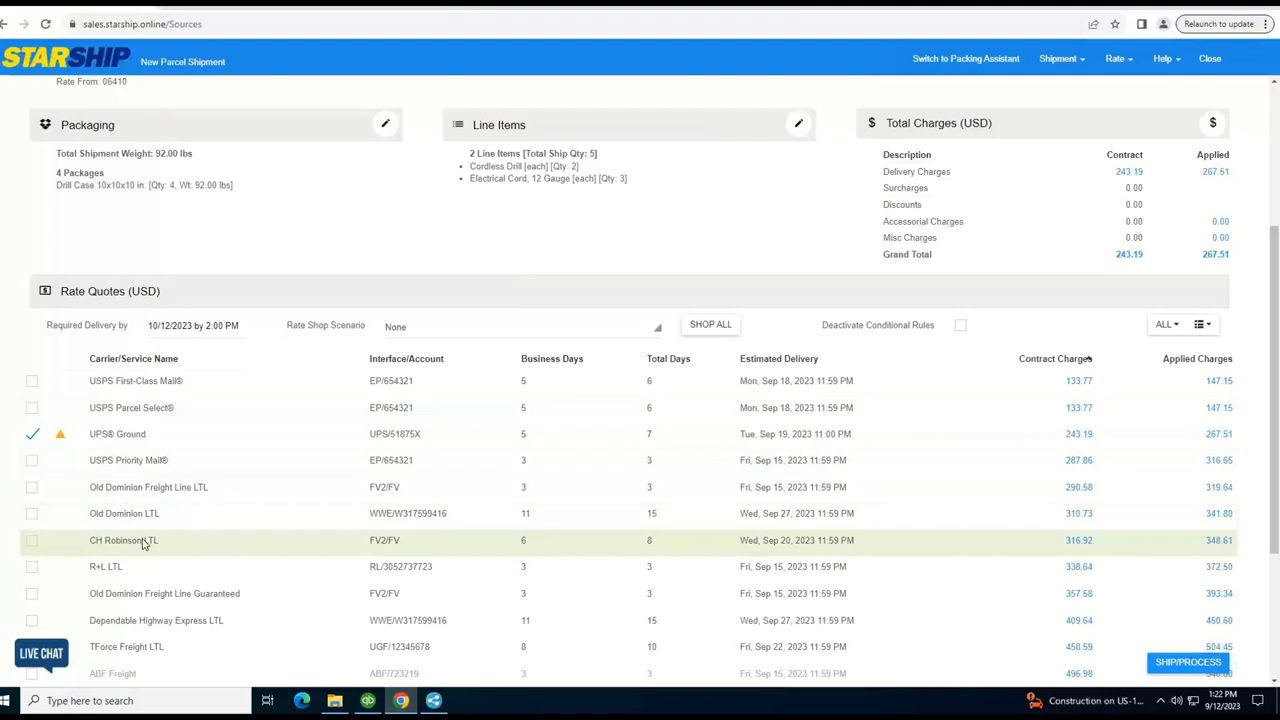 sales.starship.online/Sources
Relaunch to update
STARSHIP New Parcel Shipment Switch to Packing Assistant Shipment Rate Help Close
Rate From: 06410
Packaging
Total Shipment Weight: 92.00 lbs
4 Packages
Drill Case 10x10x10 in. [Qty: 4, Wt: 92.00 lbs]
Line Items
2 Line Items [Total Ship Qty: 5]
Cordless Drill [each] [Qty: 2]
Electrical Cord, 12 Gauge [each] [Qty: 3]
$ Total Charges (USD) $
Description Contract Applied
Delivery Charges 243.19 267.51
Surcharges 0.00
Discounts 0.00
Accessorial Charges 0.00 0.00
Misc Charges 0.00 0.00
Grand Total 243.19 267.51
Rate Quotes (USD)
Required Delivery by 10/12/2023 by 2:00 PM Rate Shop Scenario None SHOP ALL Deactivate Conditional Rules ALL
Carrier/Service Name Interface/Account Business Days Total Days Estimated Delivery Contract Charges Applied Charges
USPS First-Class Mail® EP/654321 5 6 Mon, Sep 18, 2023 11:59 PM 133.77 147.15
USPS Parcel Select® EP/654321 5 6 Mon, Sep 18, 2023 11:59 PM 133.77 147.15
UPS® Ground UPS/51875X 5 7 Tue, Sep 19, 2023 11:00 PM 243.19 267.51
USPS Priority Mail® EP/654321 3 3 Fri, Sep 15, 2023 11:59 PM 287.86 316.65
Old Dominion Freight Line LTL FV2/FV 3 3 Fri, Sep 15, 2023 11:59 PM 290.58 319.64
Old Dominion LTL WWE/W317599416 11 15 Wed, Sep 27, 2023 11:59 PM 310.73 341.80
CH Robinson LTL FV2/FV 6 8 Wed, Sep 20, 2023 11:59 PM 316.92 348.61
R+L LTL RL/3052737723 3 3 Fri, Sep 15, 2023 11:59 PM 338.64 372.50
Old Dominion Freight Line Guaranteed FV2/FV 3 3 Fri, Sep 15, 2023 11:59 PM 357.58 393.34
Dependable Highway Express LTL WWE/W317599416 11 15 Wed, Sep 27, 2023 11:59 PM 409.64 450.60
TForce Freight LTL UGF/12345678 8 10 Fri, Sep 22, 2023 11:59 PM 458.59 504.45
ABF Freight ABF/723219 3 3 Fri, Sep 15, 2023 11:59 PM 496.98
LIVE CHAT
SHIP/PROCESS
Type here to search
Construction on US-1...
1:22 PM
9/12/2023